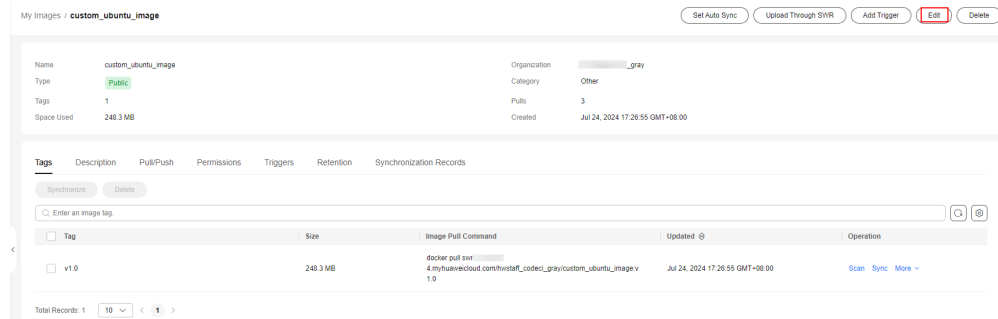 My Images / custom_ubuntu_image
Set Auto Sync
Upload Through SWR
Add Trigger
Edit
Delete
Name custom_ubuntu_image
Organization _gray
Type Public
Category Other
Tags 1
Pulls 3
Space Used 248.3 MB
Created Jul 24, 2024 17:26:55 GMT+08:00
Tags Description Pull/Push Permissions Triggers Retention Synchronization Records
Synchronize Delete
Enter an image tag.
Tag Size Image Pull Command Updated Operation
v1.0 248.3 MB
docker pull swr
4.myhuaweicloud.com/hwstaff_codeci_gray/custom_ubuntu_image:v
1.0
Jul 24, 2024 17:26:55 GMT+08:00
Scan Sync More
Total Records: 1 10 < 1 >